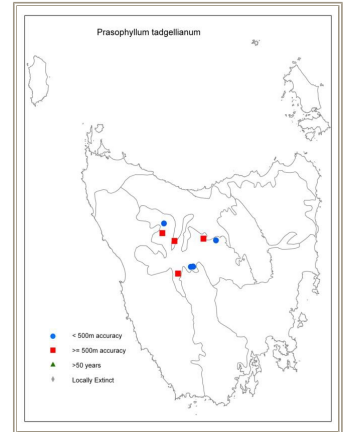 Prasophyllum tadgellianum
< 500m accuracy
>= 500m accuracy
>50 years
Locally Extinct